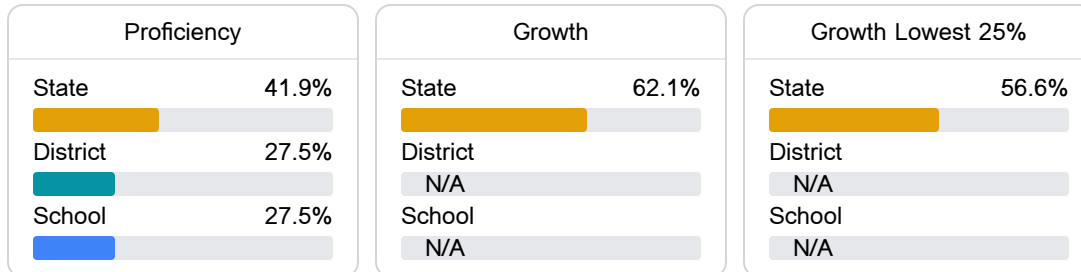 Proficiency
State 41.9%
District 27.5%
School 27.5%
Growth
State 62.1%
District
N/A
School
N/A
Growth Lowest 25%
State 56.6%
District
N/A
School
N/A